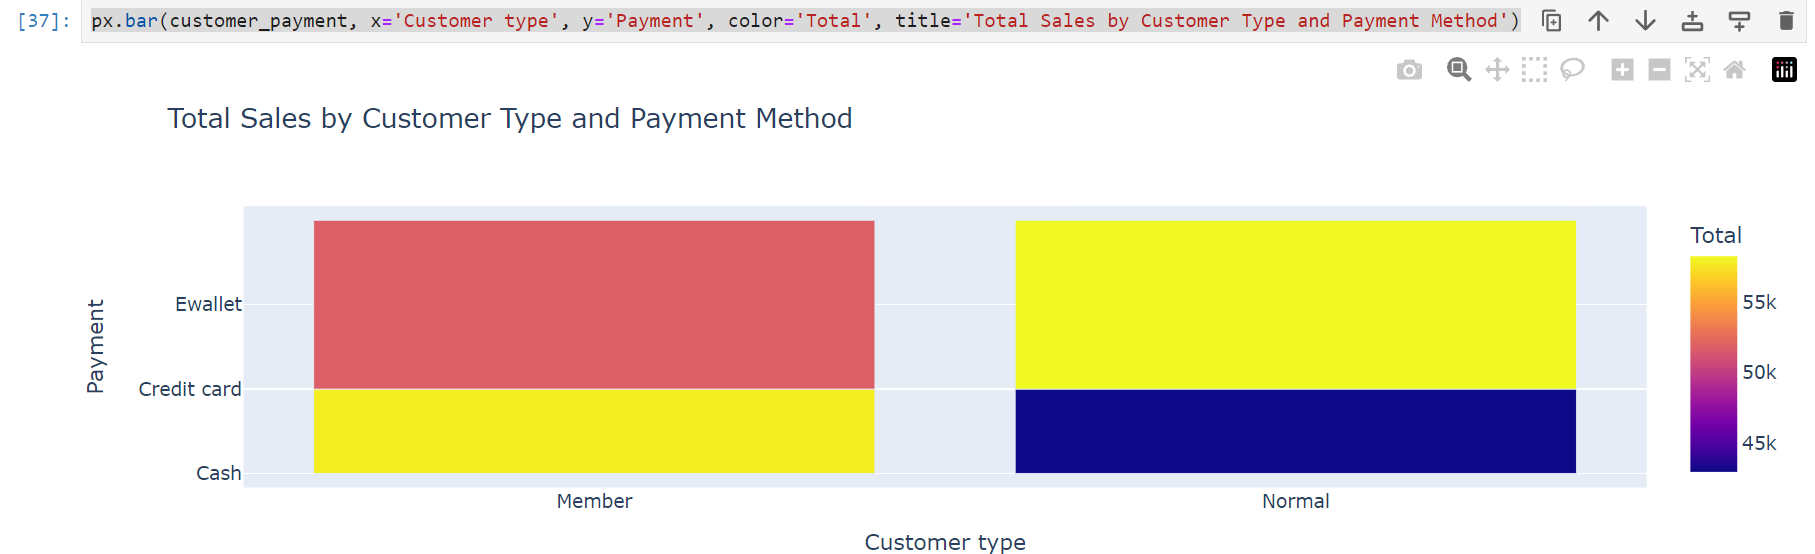 [37]: px.bar(customer_payment, x='Customer type', y='Payment', color='Total', title='Total Sales by Customer Type and Payment Method')
Total Sales by Customer Type and Payment Method
Total
Ewallet
55k
Payment
50k
Credit card
45k
Cash
Member
Normal
Customer type